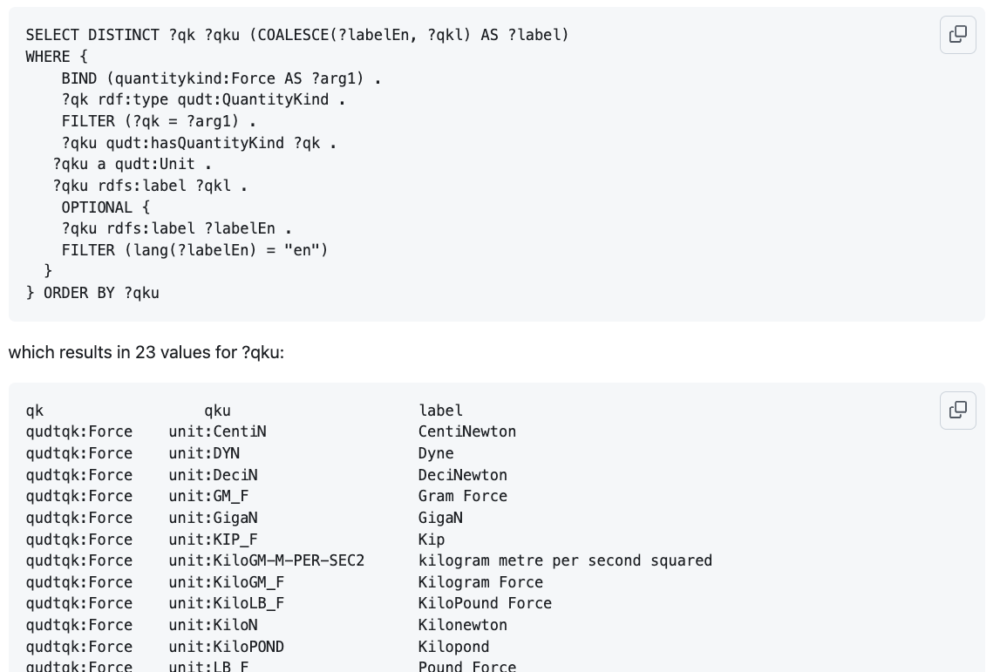 SELECT DISTINCT ?qk ?qku (COALESCE(?labelEn, ?qkl) AS ?label)
WHERE {
    BIND (quantitykind:Force AS ?arg1) .
    ?qk rdf:type qudt:QuantityKind .
    FILTER (?qk = ?arg1) .
    ?qku qudt:hasQuantityKind ?qk .
   ?qku a qudt:Unit .
   ?qku rdfs:label ?qkl .
    OPTIONAL {
    ?qku rdfs:label ?labelEn .
    FILTER (lang(?labelEn) = "en")
  }
} ORDER BY ?qku
which results in 23 values for ?qku:
qk                  qku                     label
qudtqk:Force    unit:CentiN                 CentiNewton
qudtqk:Force    unit:DYN                    Dyne
qudtqk:Force    unit:DeciN                  DeciNewton
qudtqk:Force    unit:GM_F                   Gram Force
qudtqk:Force    unit:GigaN                  GigaN
qudtqk:Force    unit:KIP_F                  Kip
qudtqk:Force    unit:KiloGM-M-PER-SEC2      kilogram metre per second squared
qudtqk:Force    unit:KiloGM_F               Kilogram Force
qudtqk:Force    unit:KiloLB_F               KiloPound Force
qudtqk:Force    unit:KiloN                  Kilonewton
qudtqk:Force    unit:KiloPOND               Kilopond
qudtqk:Force    unit:LB_F                   Pound Force